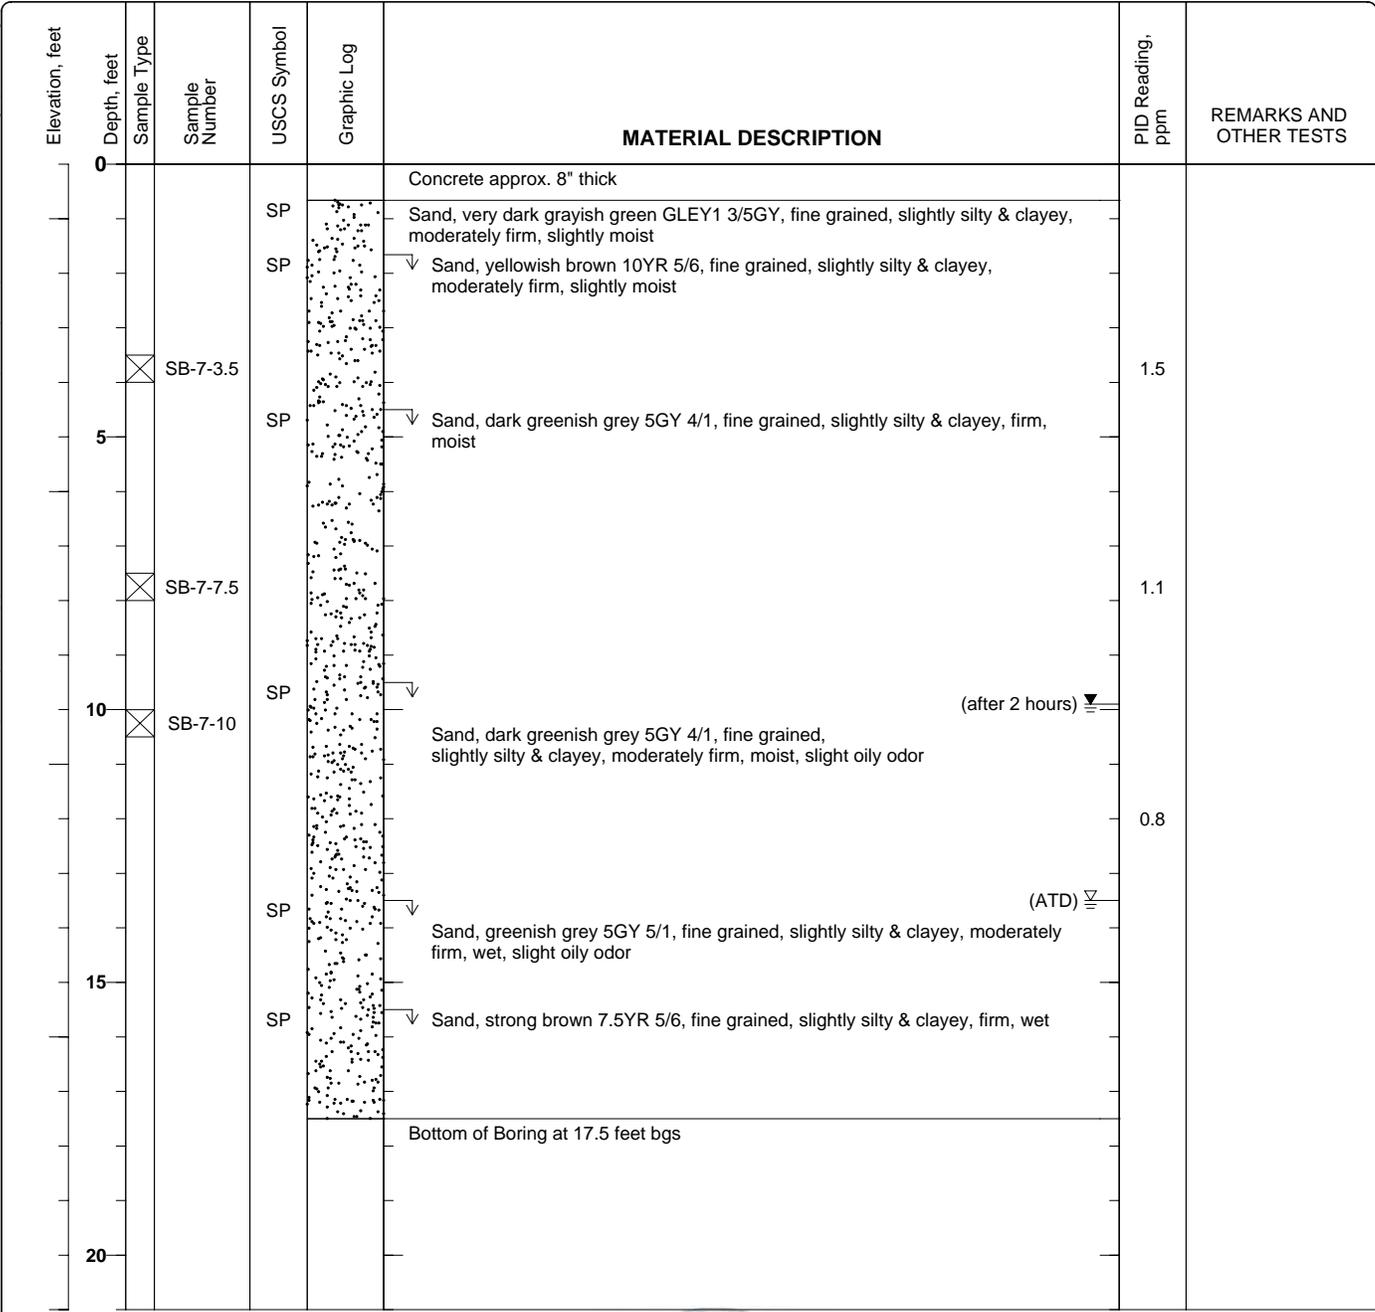 Elevation, feet
Depth, feet
Sample Type
Sample
Number
USCS Symbol
Graphic Log
MATERIAL DESCRIPTION
PID Reading,
ppm
REMARKS AND
OTHER TESTS
0
Concrete approx. 8" thick
SP
Sand, very dark grayish green GLEY1 3/5GY, fine grained, slightly silty & clayey,
moderately firm, slightly moist
SP
Sand, yellowish brown 10YR 5/6, fine grained, slightly silty & clayey,
moderately firm, slightly moist
SB-7-3.5
1.5
SP
Sand, dark greenish grey 5GY 4/1, fine grained, slightly silty & clayey, firm,
moist
5
SB-7-7.5
1.1
SP
(after 2 hours)
10
SB-7-10
Sand, dark greenish grey 5GY 4/1, fine grained,
slightly silty & clayey, moderately firm, moist, slight oily odor
0.8
(ATD)
SP
Sand, greenish grey 5GY 5/1, fine grained, slightly silty & clayey, moderately
firm, wet, slight oily odor
15
SP
Sand, strong brown 7.5YR 5/6, fine grained, slightly silty & clayey, firm, wet
Bottom of Boring at 17.5 feet bgs
20